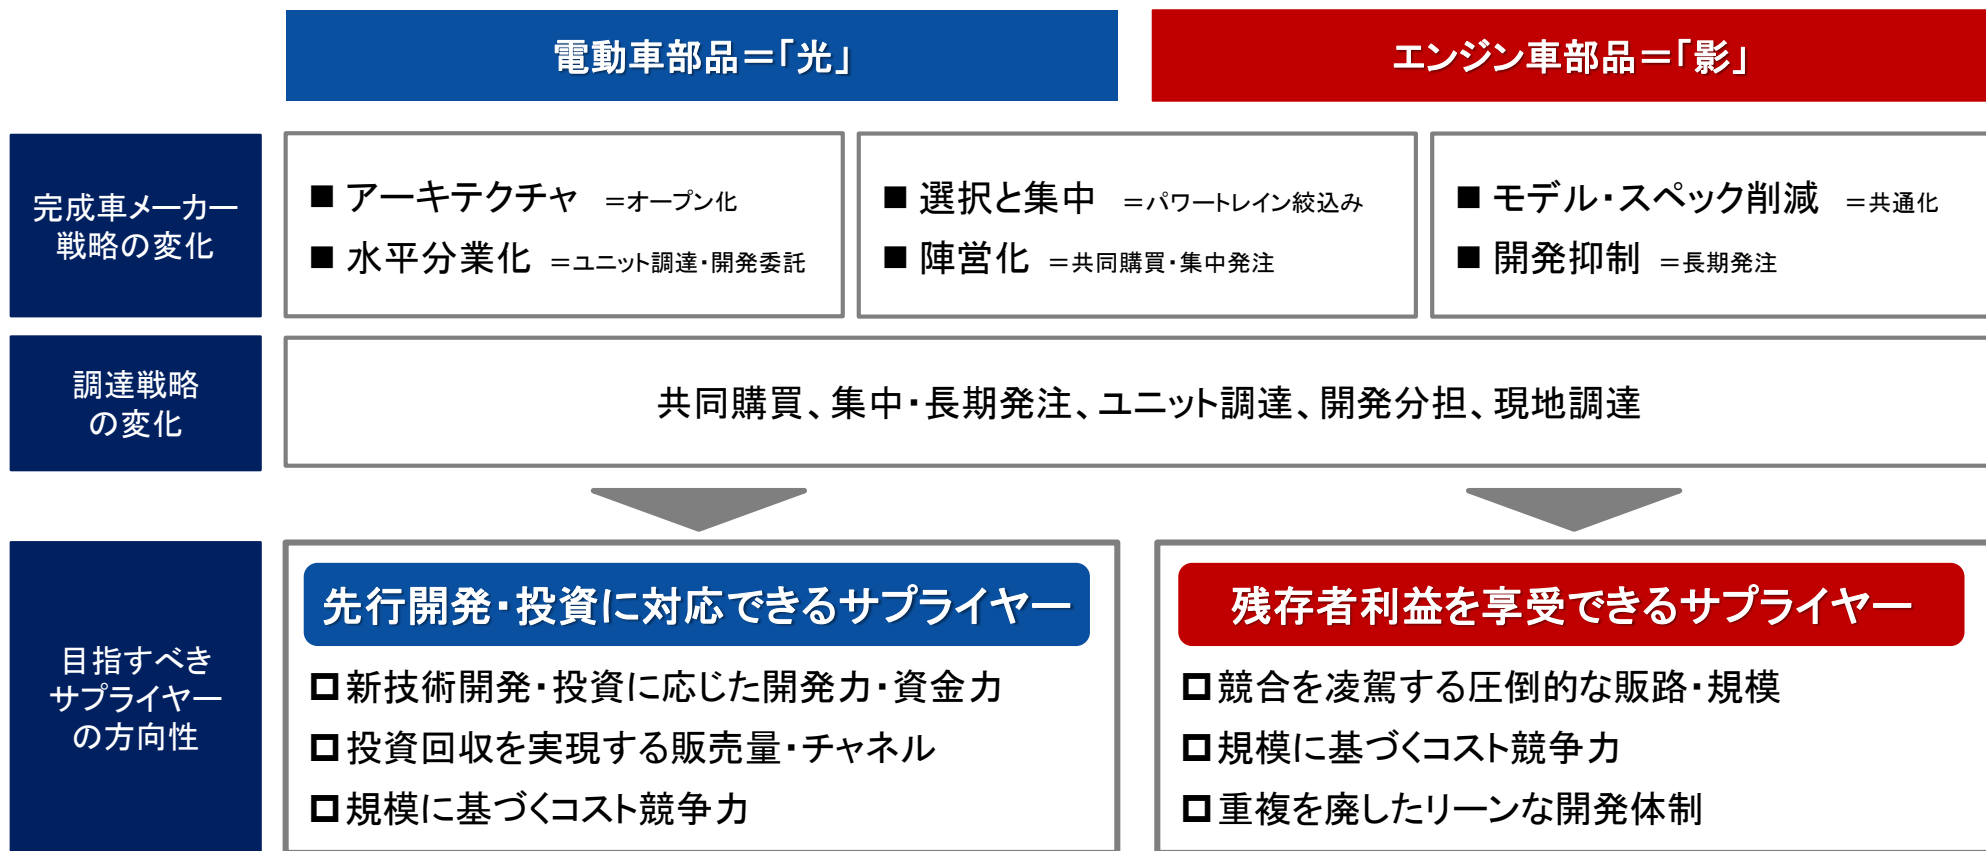 電動車部品＝「光」
エンジン車部品＝「影」
完成車メーカー
戦略の変化
■ アーキテクチャ ＝オープン化
■ 水平分業化 ＝ユニット調達・開発委託
■ 選択と集中 ＝パワートレイン絞込み
■ 陣営化 ＝共同購買・集中発注
■ モデル・スペック削減 ＝共通化
■ 開発抑制 ＝長期発注
調達戦略
の変化
共同購買、集中・長期発注、ユニット調達、開発分担、現地調達
目指すべき
サプライヤー
の方向性
先行開発・投資に対応できるサプライヤー
□新技術開発・投資に応じた開発力・資金力
□投資回収を実現する販売量・チャネル
□規模に基づくコスト競争力
残存者利益を享受できるサプライヤー
□競合を凌駕する圧倒的な販路・規模
□規模に基づくコスト競争力
□重複を廃したリーンな開発体制